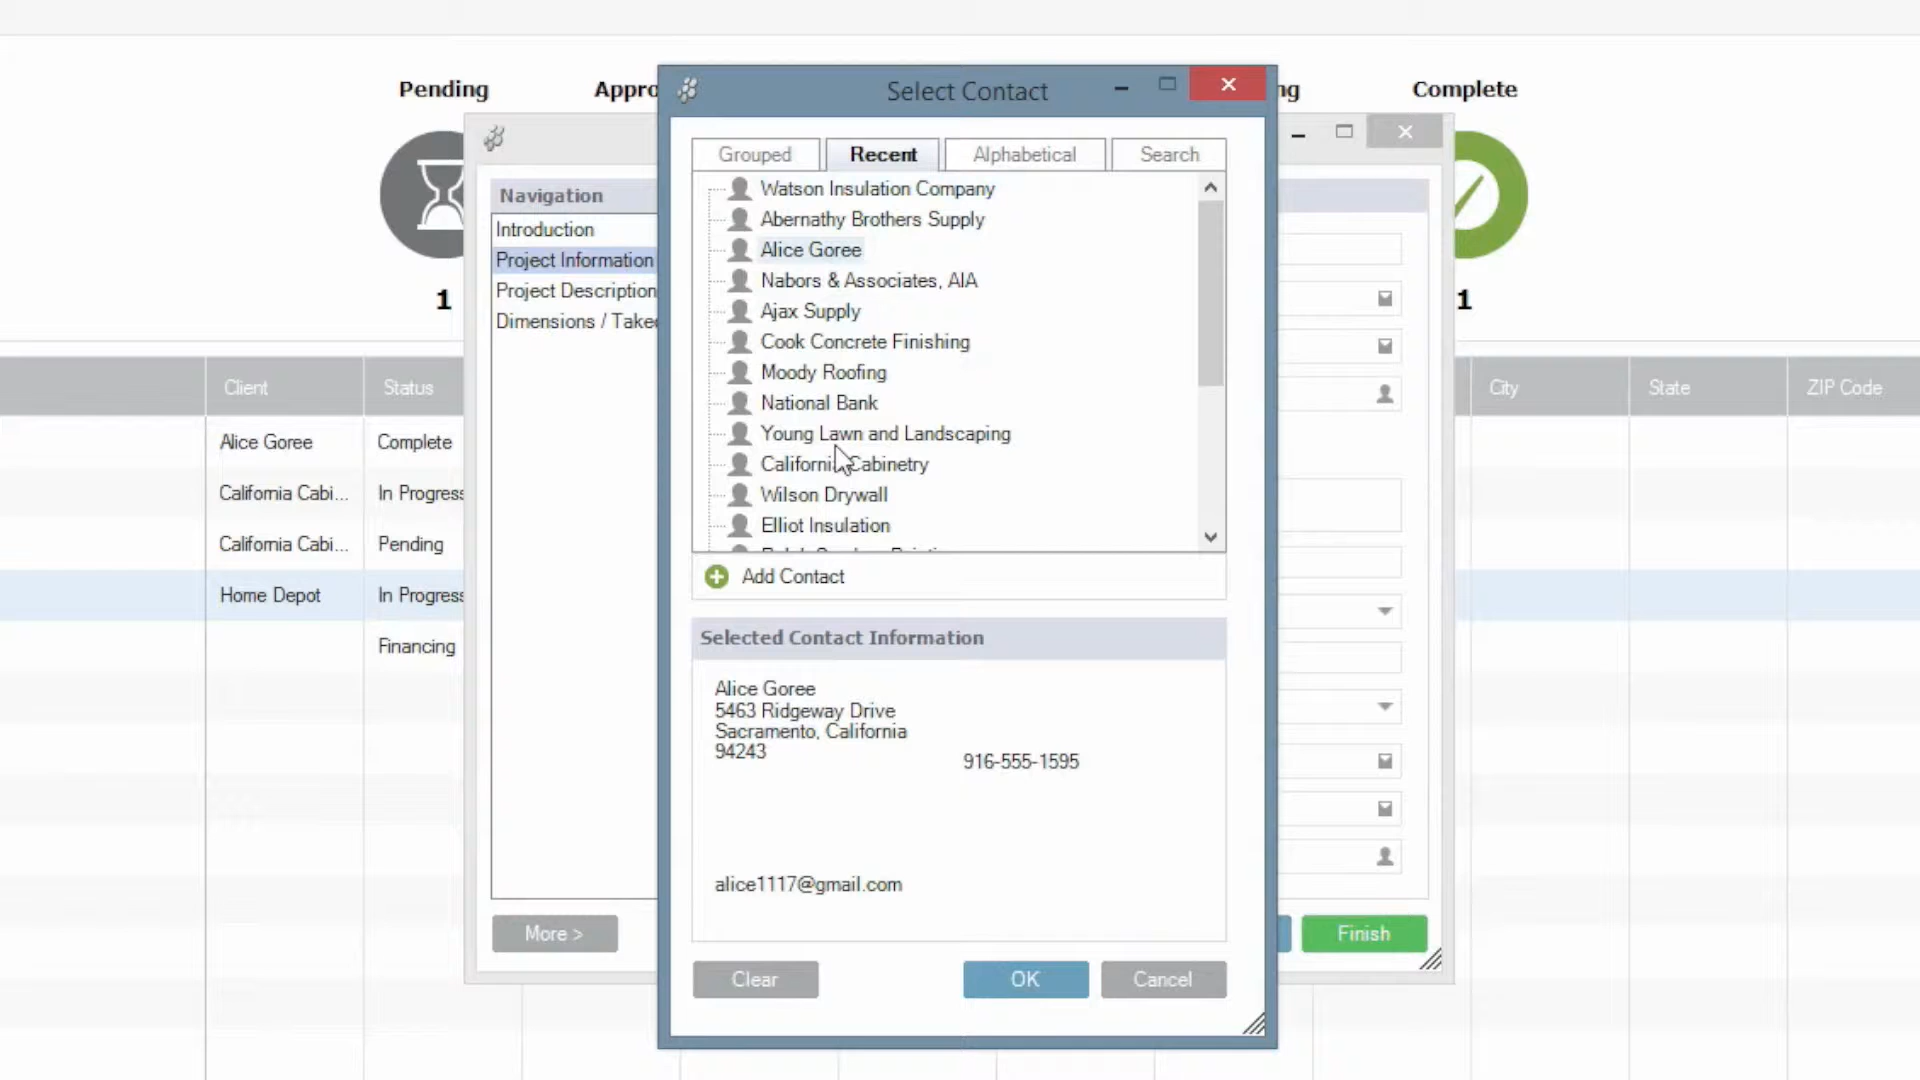 Pending
Appro
ng
Complete
1
1
Select Contact
Grouped
Recent
Alphabetical
Search
Watson Insulation Company
Abernathy Brothers Supply
Alice Goree
Nabors & Associates, AIA
Ajax Supply
Cook Concrete Finishing
Moody Roofing
National Bank
Young Lawn and Landscaping
California Cabinetry
Wilson Drywall
Elliot Insulation
Add Contact
Selected Contact Information
Alice Goree
5463 Ridgeway Drive
Sacramento, California
94243
916-555-1595
alice1117@gmail.com
Clear
OK
Cancel
Navigation
Introduction
Project Information
Project Description
Dimensions / Takeo
More >
Finish
Client
Status
City
State
ZIP Code
Alice Goree
Complete
California Cabi...
In Progress
California Cabi...
Pending
Home Depot
In Progress
Financing